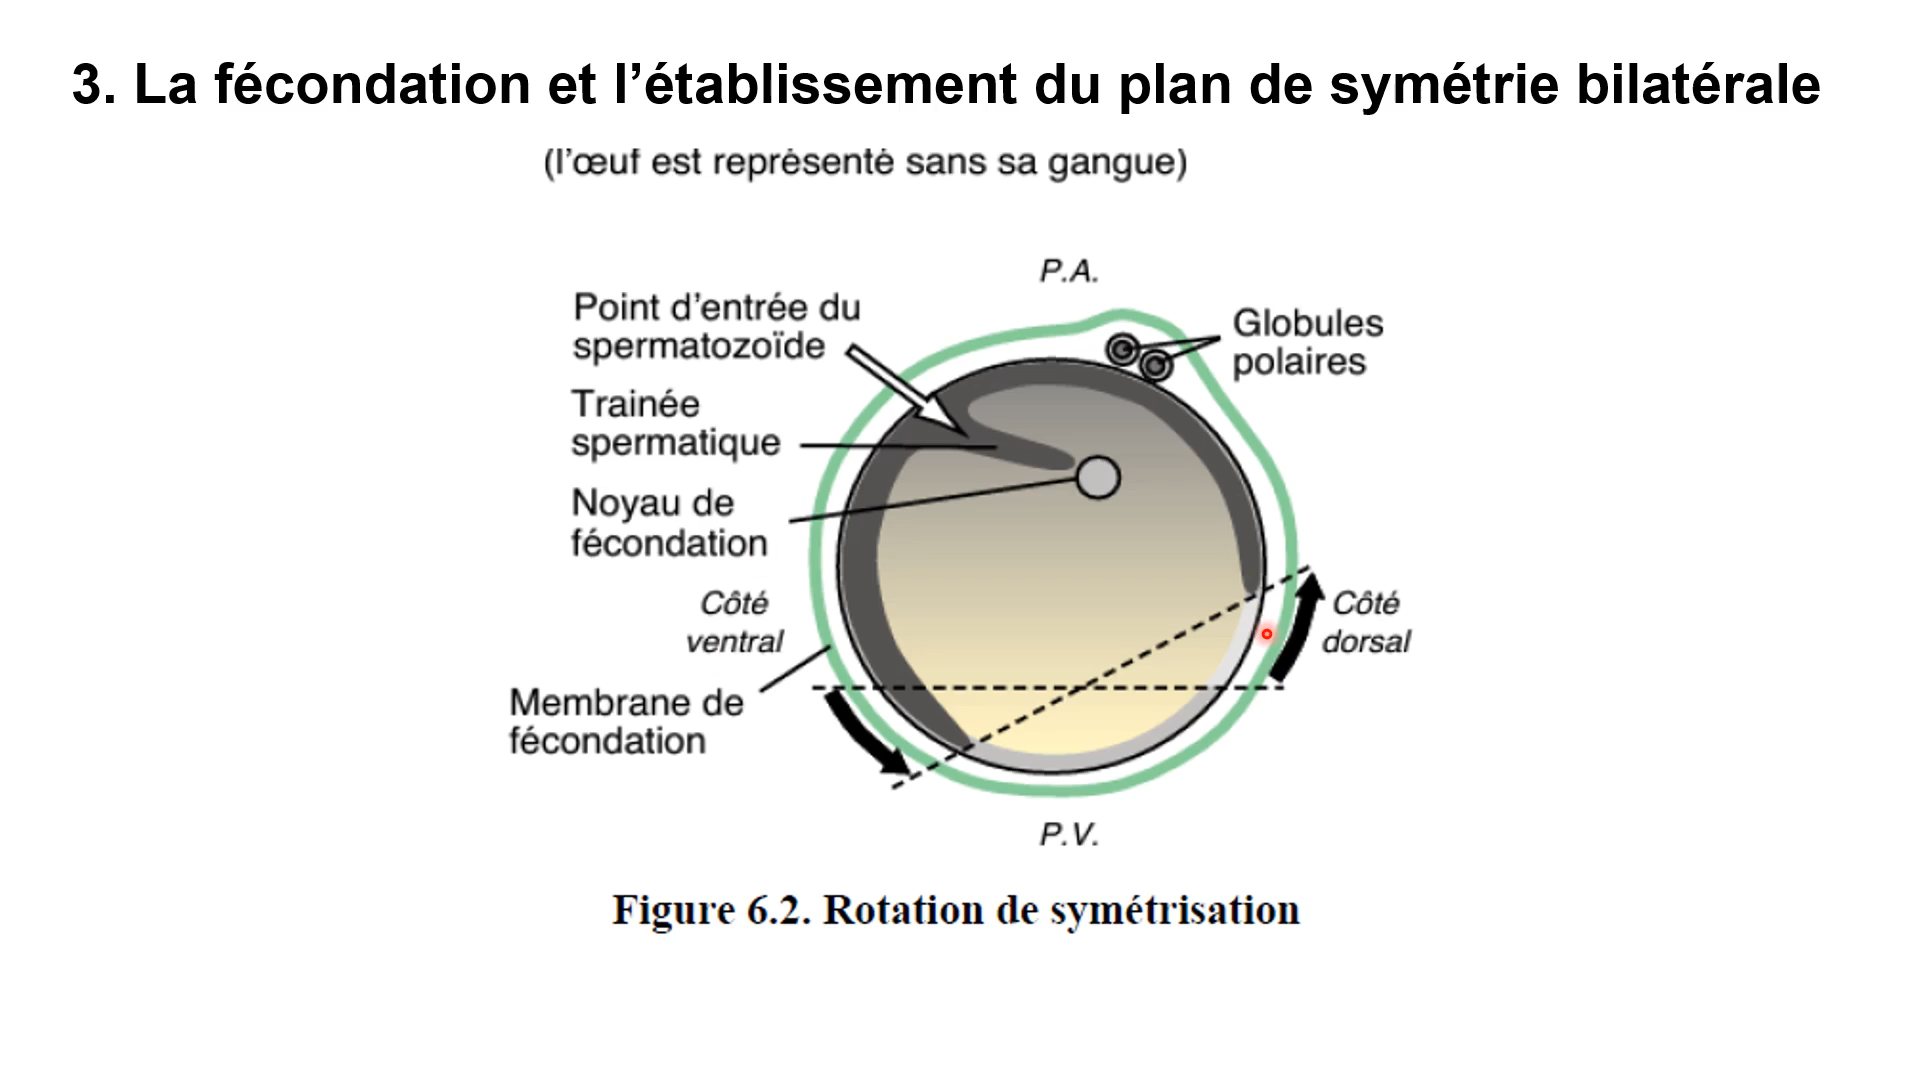 3. La fécondation et l’établissement du plan de symétrie bilatérale
(l’œuf est représenté sans sa gangue)
P.A.
Point d’entrée du
spermatozoïde
Globules
polaires
Trainée
spermatique
Noyau de
fécondation
Côté
ventral
Côté
dorsal
Membrane de
fécondation
P.V.
Figure 6.2. Rotation de symétrisation